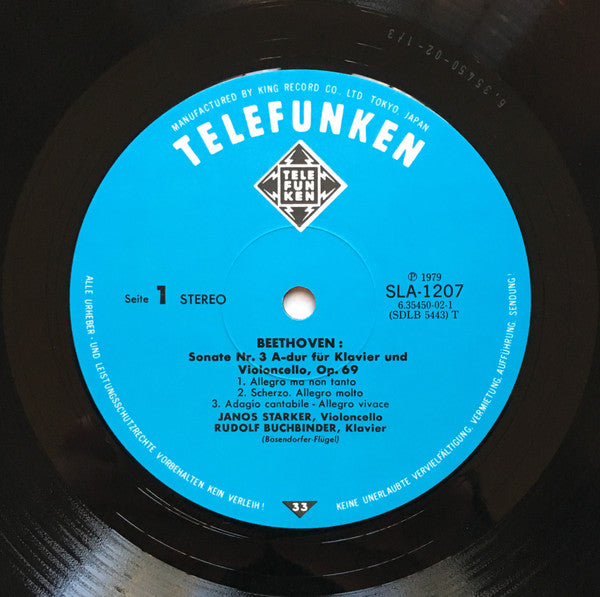 6.35450-02-1/3
MANUFACTURED BY KING RECORD CO. LTD. TOKYO. JAPAN
TELEFUNKEN
TELE
FUN
KEN
Seite 1 STEREO
℗ 1979
SLA-1207
6.35450-02-1
(SDLB 5443) T
BEETHOVEN :
Sonate Nr. 3 A-dur für Klavier und
Violoncello, Op. 69
1. Allegro ma non tanto
2. Scherzo. Allegro molto
3. Adagio cantabile - Allegro vivace
JANOS STARKER, Violoncello
RUDOLF BUCHBINDER, Klavier
(Bösendorfer-Flügel)
ALLE URHEBER - UND LEISTUNGSSCHUTZRECHTE VORBEHALTEN KEIN VERLEIH!
33
KEINE UNERLAUBTE VERVIELFÄLTIGUNG, VERMIETUNG, AUFFÜHRUNG, SENDUNG!